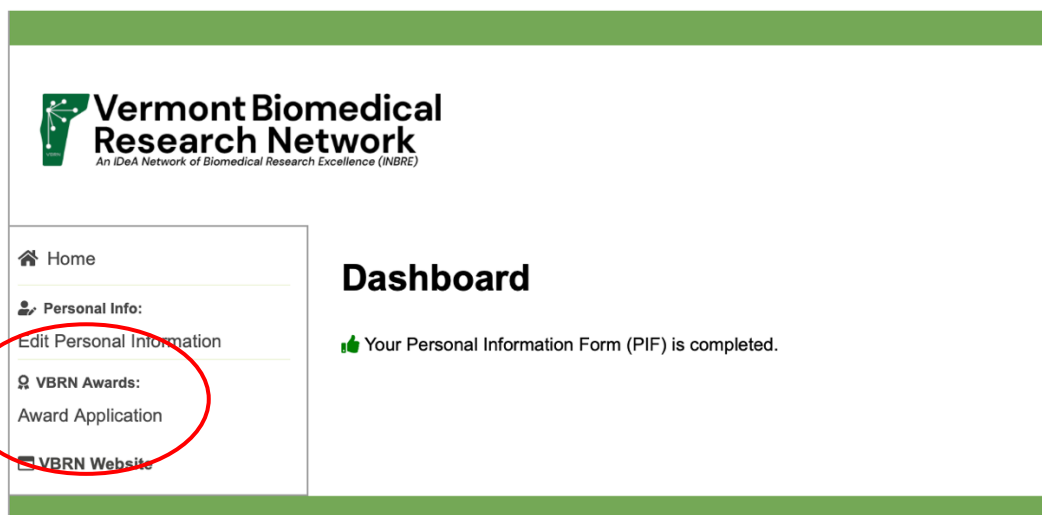 Vermont Biomedical
Research Network
An IDeA Network of Biomedical Research Excellence (INBRE)
Home
Personal Info:
Edit Personal Information
VBRN Awards:
Award Application
VBRN Website
Dashboard
Your Personal Information Form (PIF) is completed.